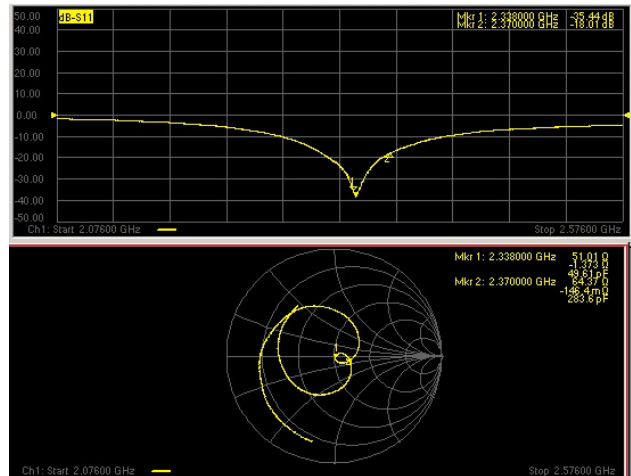 50.00
dB-S11
Mkr 1: 2.338000 GHz -35.44 dB
40.00
Mkr 2: 2.370000 GHz -18.01 dB
30.00
20.00
10.00
0.00
-10.00
-20.00
-30.00
-40.00
-50.00
1
2
Ch1: Start 2.07600 GHz
Stop 2.57600 GHz
Mkr 1: 2.338000 GHz 51.01 Ω
-1.373 Ω
49.61 pF
Mkr 2: 2.370000 GHz 64.37 Ω
-146.4 mΩ
283.6 pF
Ch1: Start 2.07600 GHz
Stop 2.57600 GHz